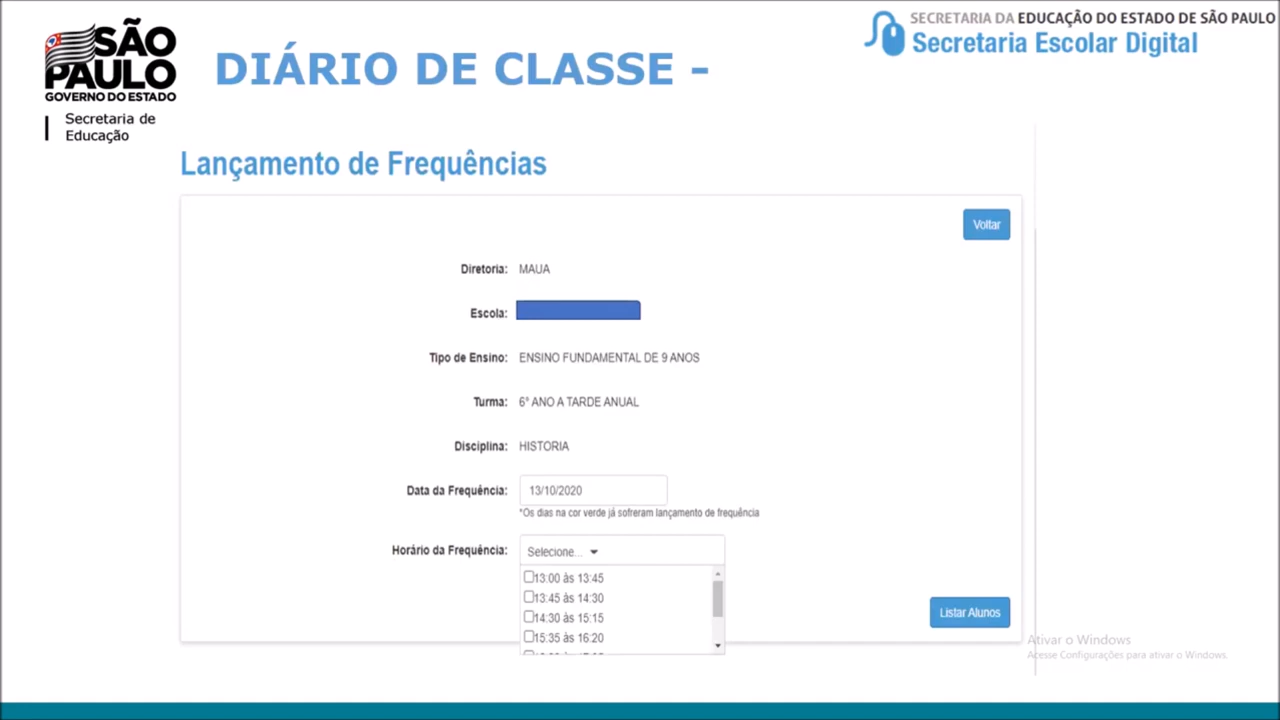 SÃO
PAULO
GOVERNO DO ESTADO
Secretaria de
Educação
DIÁRIO DE CLASSE -
SECRETARIA DA EDUCAÇÃO DO ESTADO DE SÃO PAULO
Secretaria Escolar Digital
Lançamento de Frequências
Voltar
Diretoria: MAUA
Escola:
Tipo de Ensino: ENSINO FUNDAMENTAL DE 9 ANOS
Turma: 6° ANO A TARDE ANUAL
Disciplina: HISTORIA
Data da Frequência: 13/10/2020
*Os dias na cor verde já sofreram lançamento de frequência
Horário da Frequência: Selecione...
13:00 às 13:45
13:45 às 14:30
14:30 às 15:15
15:35 às 16:20
Listar Alunos
Ativar o Windows
Acesse Configurações para ativar o Windows.